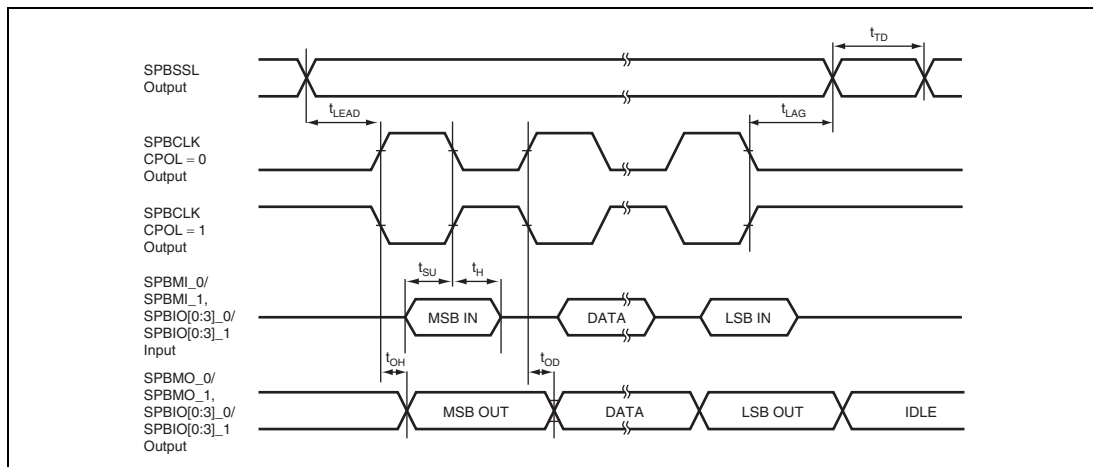 t_TD
SPBSSL
Output
t_LEAD
t_LAG
SPBCLK
CPOL = 0
Output
SPBCLK
CPOL = 1
Output
t_SU
t_H
SPBMI_0/
SPBMI_1,
SPBIO[0:3]_0/
SPBIO[0:3]_1
Input
MSB IN
DATA
LSB IN
t_OH
t_OD
SPBMO_0/
SPBMO_1,
SPBIO[0:3]_0/
SPBIO[0:3]_1
Output
MSB OUT
DATA
LSB OUT
IDLE